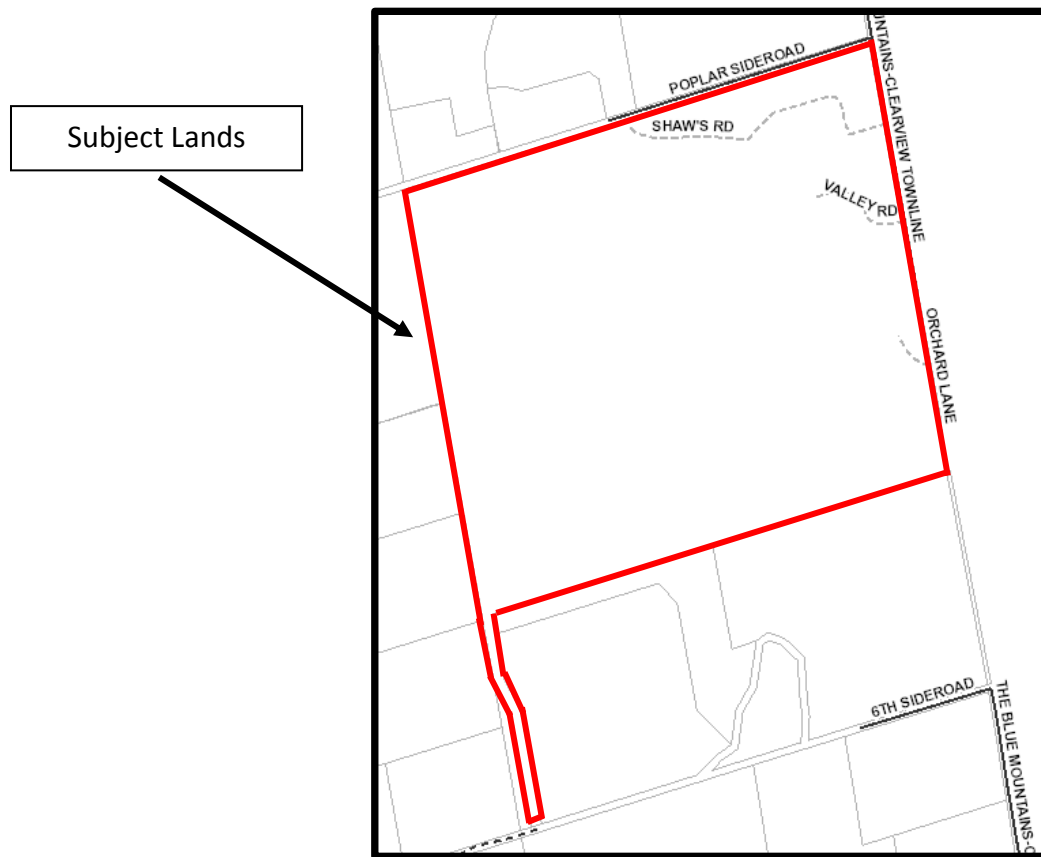 Subject Lands
POPLAR SIDEROAD
UNTAINS-CLEARVIEW TOWNLINE
SHAW'S RD
VALLEY RD
ORCHARD LANE
6TH SIDEROAD
THE BLUE MOUNTAINS-C